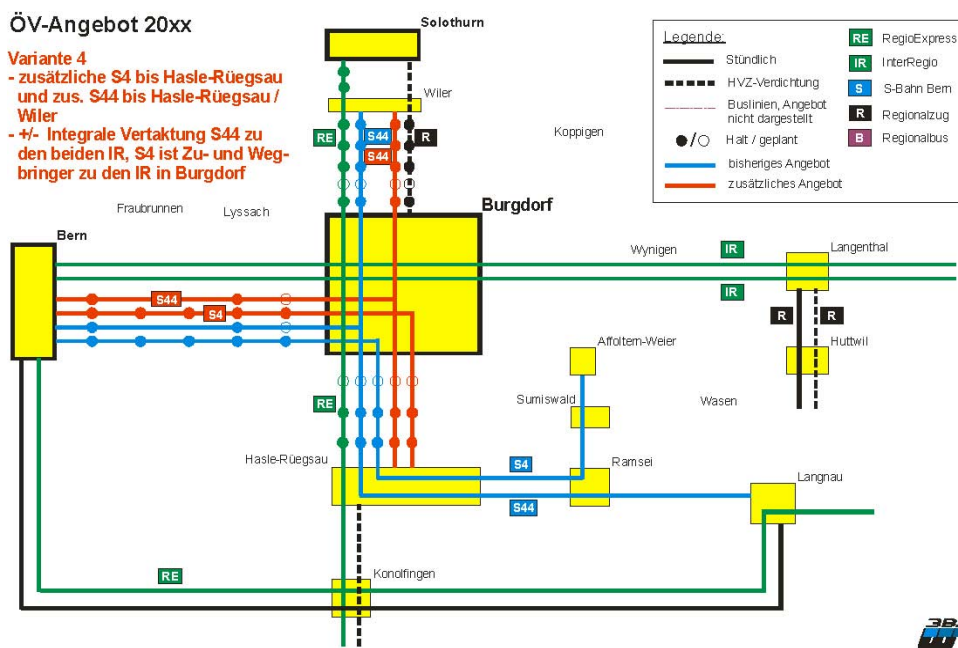 ÖV-Angebot 20xx
Variante 4
- zusätzliche S4 bis Hasle-Rüegsau
und zus. S44 bis Hasle-Rüegsau /
Wiler
- +/- Integrale Vertaktung S44 zu
den beiden IR, S4 ist Zu- und Weg-
bringer zu den IR in Burgdorf
Solothurn
Wiler
RE
S44
R
S44
Koppigen
Legende:
Stündlich
HVZ-Verdichtung
Buslinien, Angebot
nicht dargestellt
/
Halt / geplant
bisheriges Angebot
zusätzliches Angebot
RE RegioExpress
IR InterRegio
S S-Bahn Bern
R Regionalzug
B Regionalbus
Fraubrunnen
Lyssach
Burgdorf
Bern
Wynigen
IR
Langenthal
IR
S44
S4
R
R
Affoltern-Weier
Huttwil
RE
Sumiswald
Wasen
Hasle-Rüegsau
S4
Ramsei
S44
Langnau
RE
Konolfingen